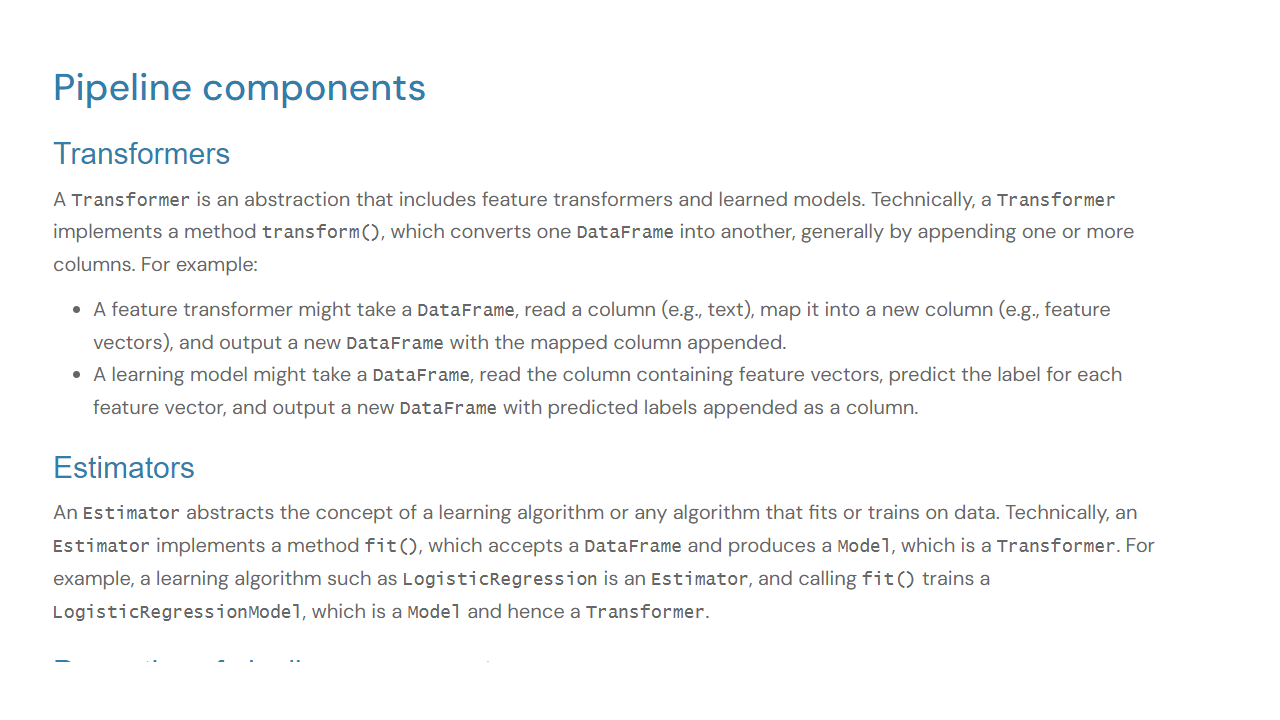 Pipeline components
Transformers
A Transformer is an abstraction that includes feature transformers and learned models. Technically, a Transformer
implements a method transform(), which converts one DataFrame into another, generally by appending one or more
columns. For example:
• A feature transformer might take a DataFrame, read a column (e.g., text), map it into a new column (e.g., feature
vectors), and output a new DataFrame with the mapped column appended.
• A learning model might take a DataFrame, read the column containing feature vectors, predict the label for each
feature vector, and output a new DataFrame with predicted labels appended as a column.
Estimators
An Estimator abstracts the concept of a learning algorithm or any algorithm that fits or trains on data. Technically, an
Estimator implements a method fit(), which accepts a DataFrame and produces a Model, which is a Transformer. For
example, a learning algorithm such as LogisticRegression is an Estimator, and calling fit() trains a
LogisticRegressionModel, which is a Model and hence a Transformer.